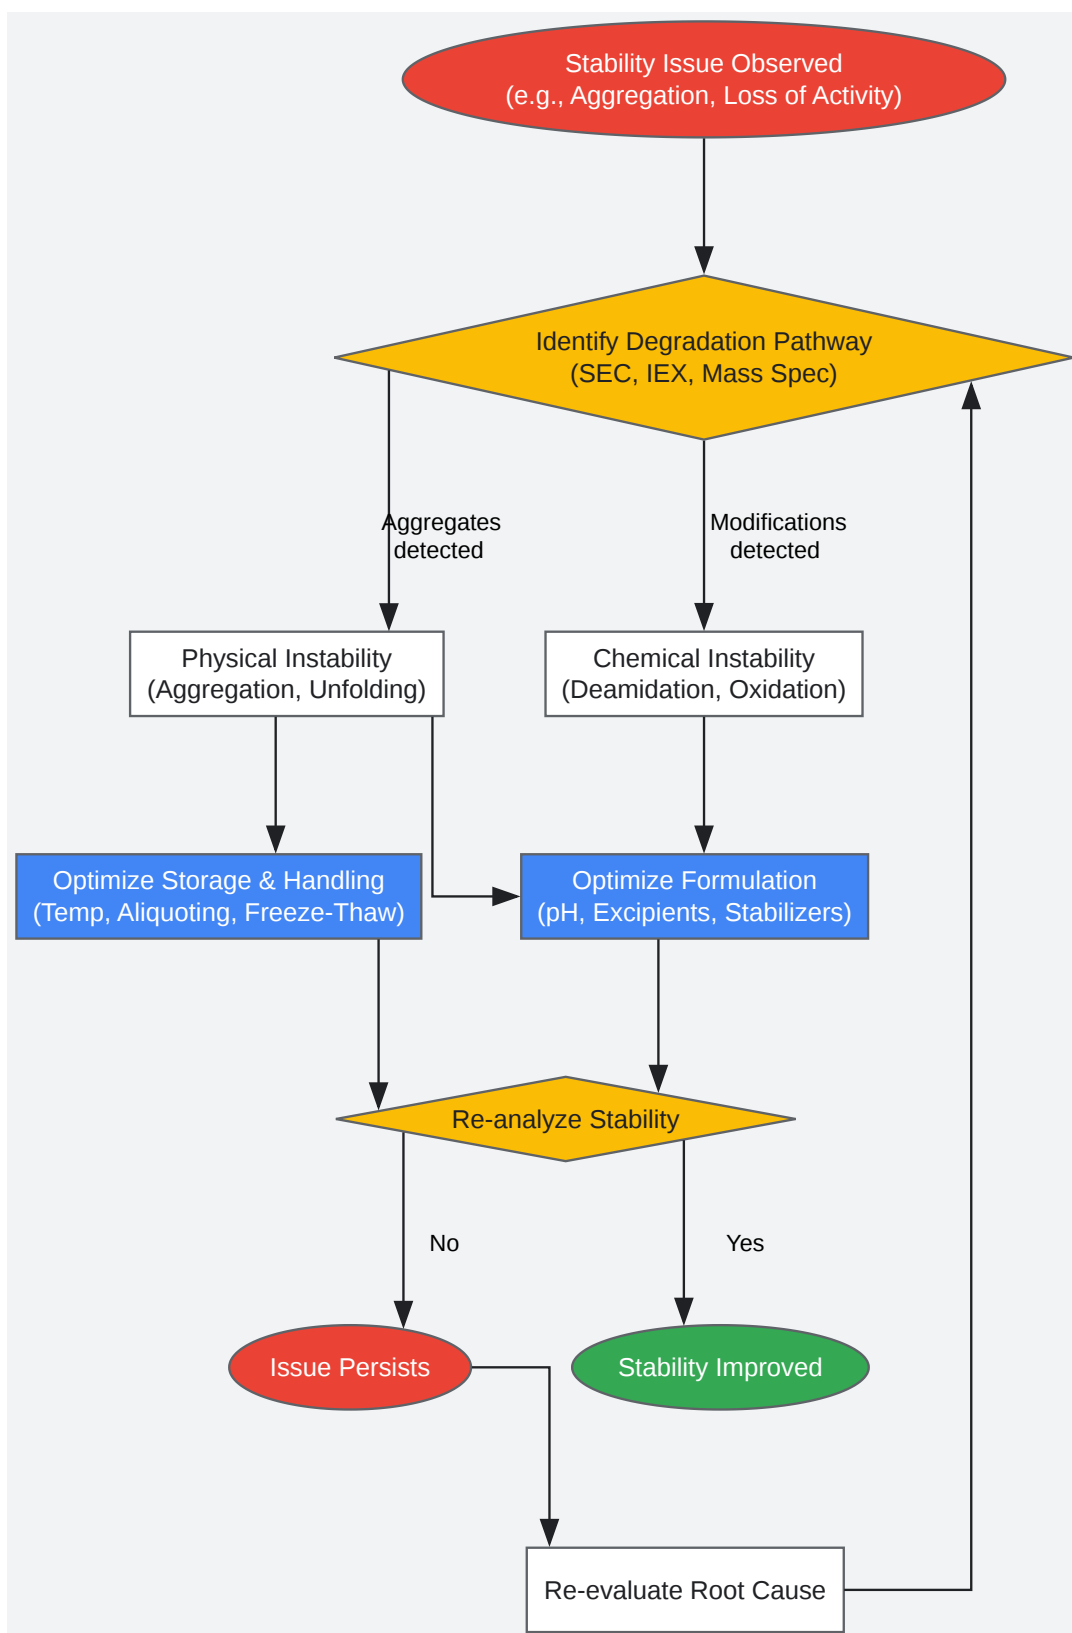 Stability Issue Observed
(e.g., Aggregation, Loss of Activity)
Identify Degradation Pathway
(SEC, IEX, Mass Spec)
Aggregates
detected
Modifications
detected
Physical Instability
(Aggregation, Unfolding)
Chemical Instability
(Deamidation, Oxidation)
Optimize Storage & Handling
(Temp, Aliquoting, Freeze-Thaw)
Optimize Formulation
(pH, Excipients, Stabilizers)
Re-analyze Stability
No
Yes
Issue Persists
Stability Improved
Re-evaluate Root Cause